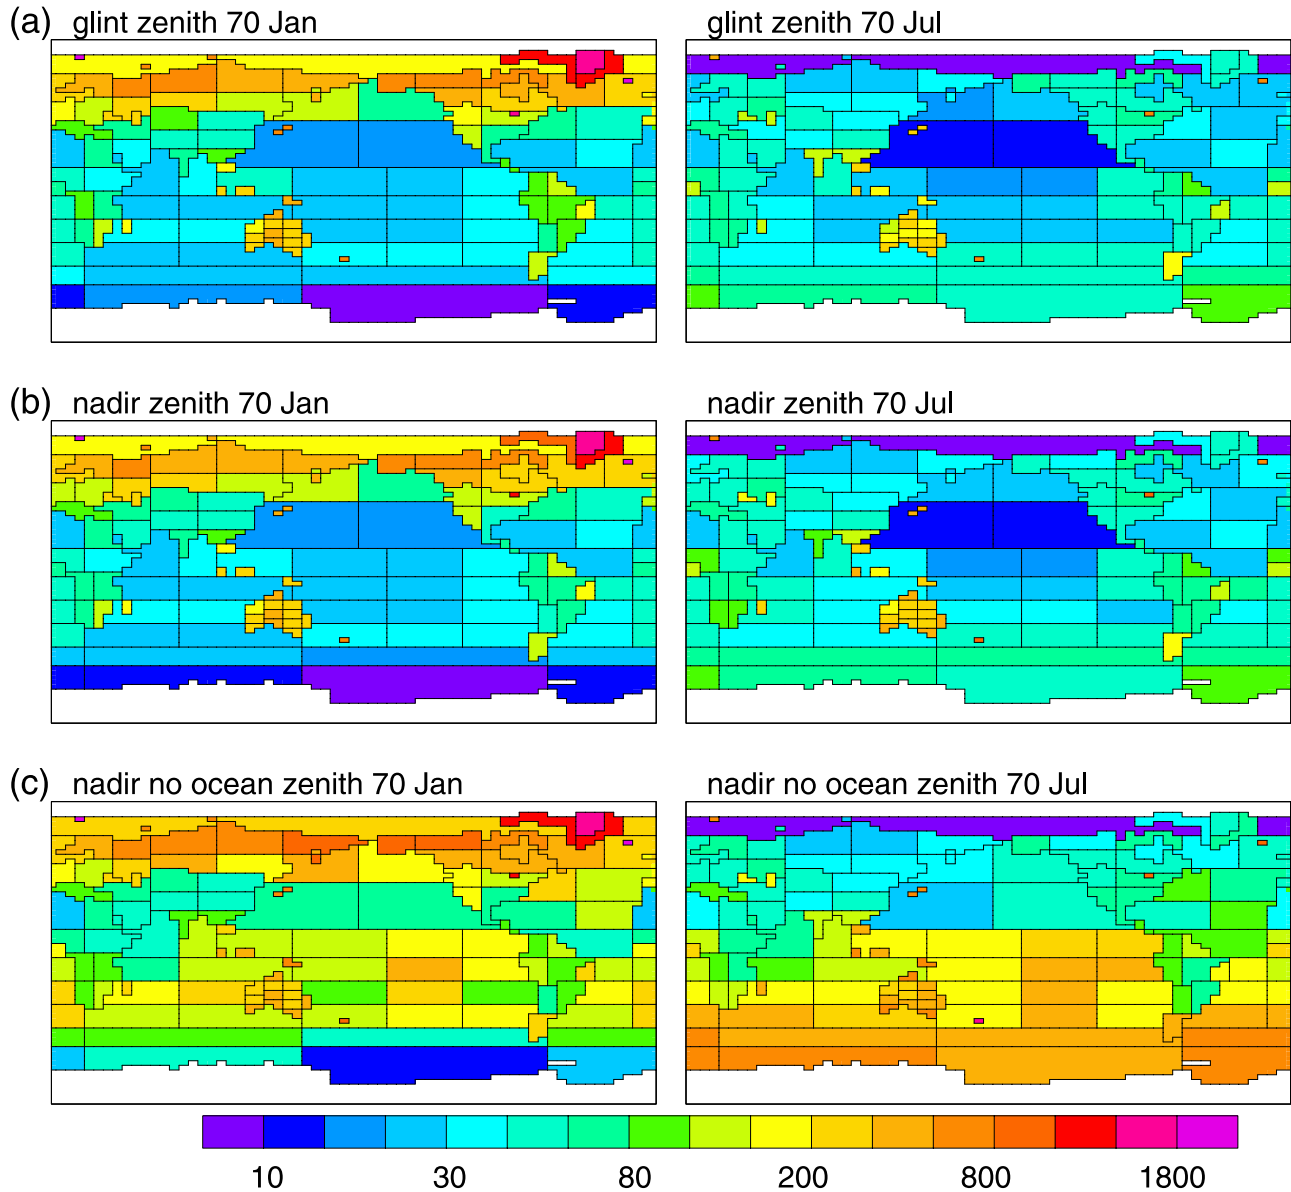 (a) glint zenith 70 Jan glint zenith 70 Jul
(b) nadir zenith 70 Jan nadir zenith 70 Jul
(c) nadir no ocean zenith 70 Jan nadir no ocean zenith 70 Jul
10 30 80 200 800 1800